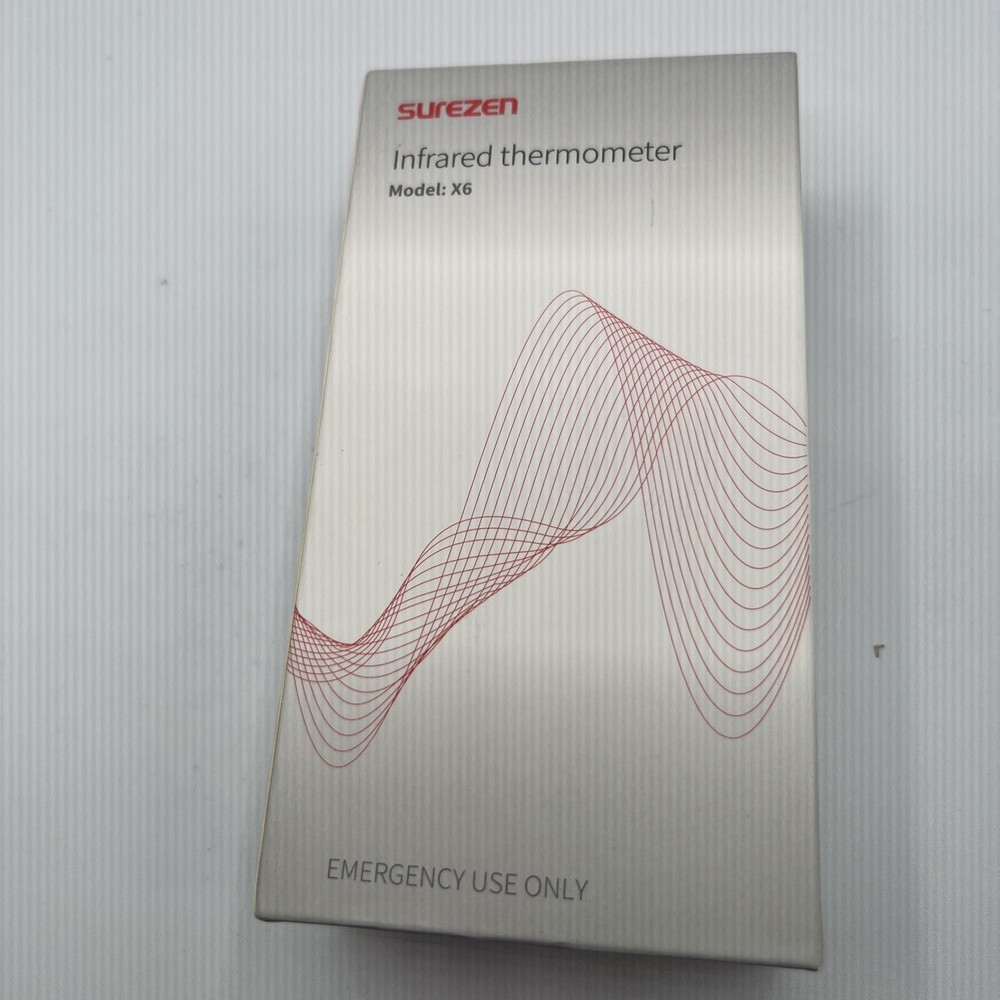 SUREZEN
Infrared thermometer
Model: X6
EMERGENCY USE ONLY